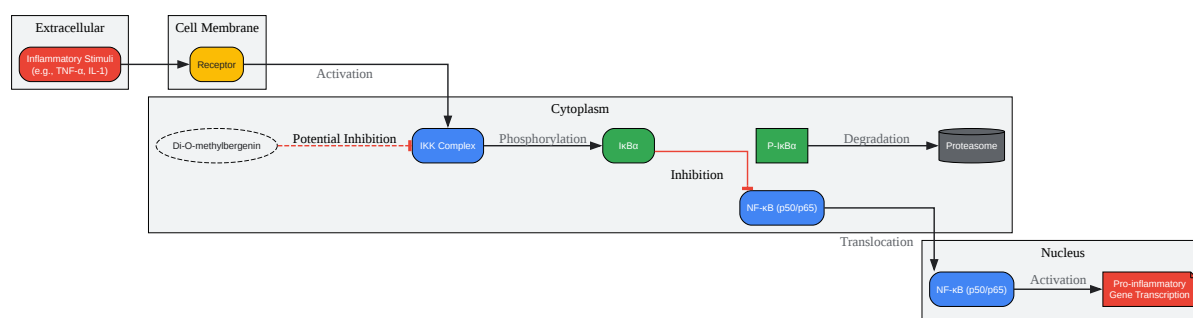 Extracellular
Cell Membrane
Inflammatory Stimuli
(e.g., TNF-α, IL-1)
Receptor
Activation
Cytoplasm
Di-O-methylbergenin
Potential Inhibition
IKK Complex
Phosphorylation
IκBα
P-IκBα
Degradation
Proteasome
Inhibition
NF-κB (p50/p65)
Translocation
Nucleus
NF-κB (p50/p65)
Activation
Pro-inflammatory
Gene Transcription